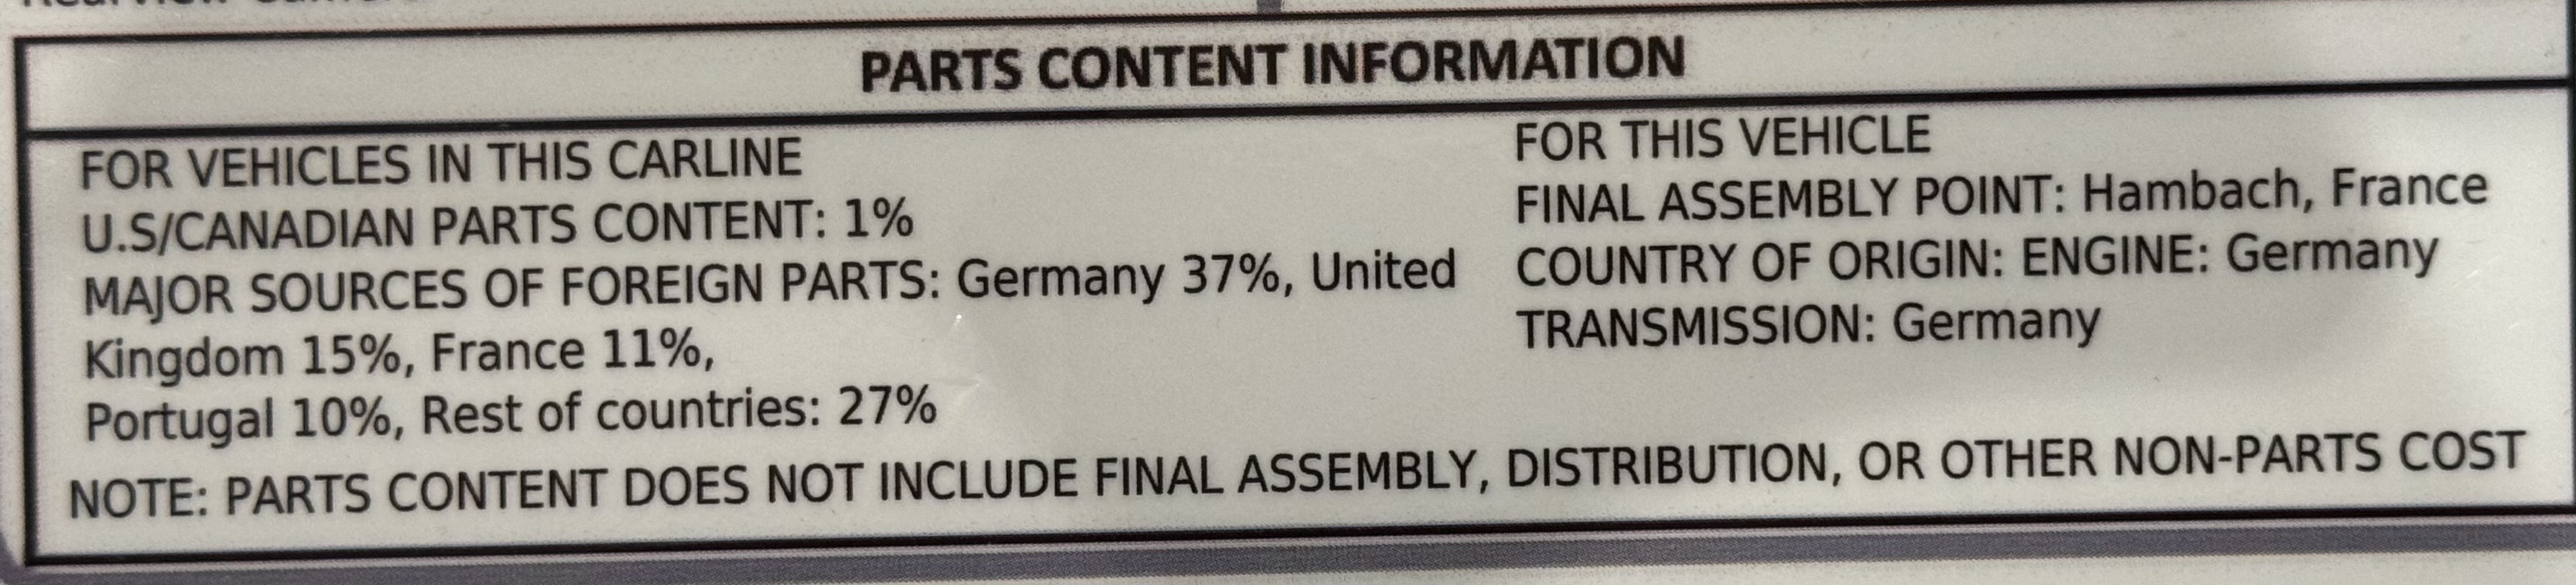 PARTS CONTENT INFORMATION
FOR VEHICLES IN THIS CARLINE
U.S/CANADIAN PARTS CONTENT: 1%
MAJOR SOURCES OF FOREIGN PARTS: Germany 37%, United
Kingdom 15%, France 11%,
Portugal 10%, Rest of countries: 27%
FOR THIS VEHICLE
FINAL ASSEMBLY POINT: Hambach, France
COUNTRY OF ORIGIN: ENGINE: Germany
TRANSMISSION: Germany
NOTE: PARTS CONTENT DOES NOT INCLUDE FINAL ASSEMBLY, DISTRIBUTION, OR OTHER NON-PARTS COST